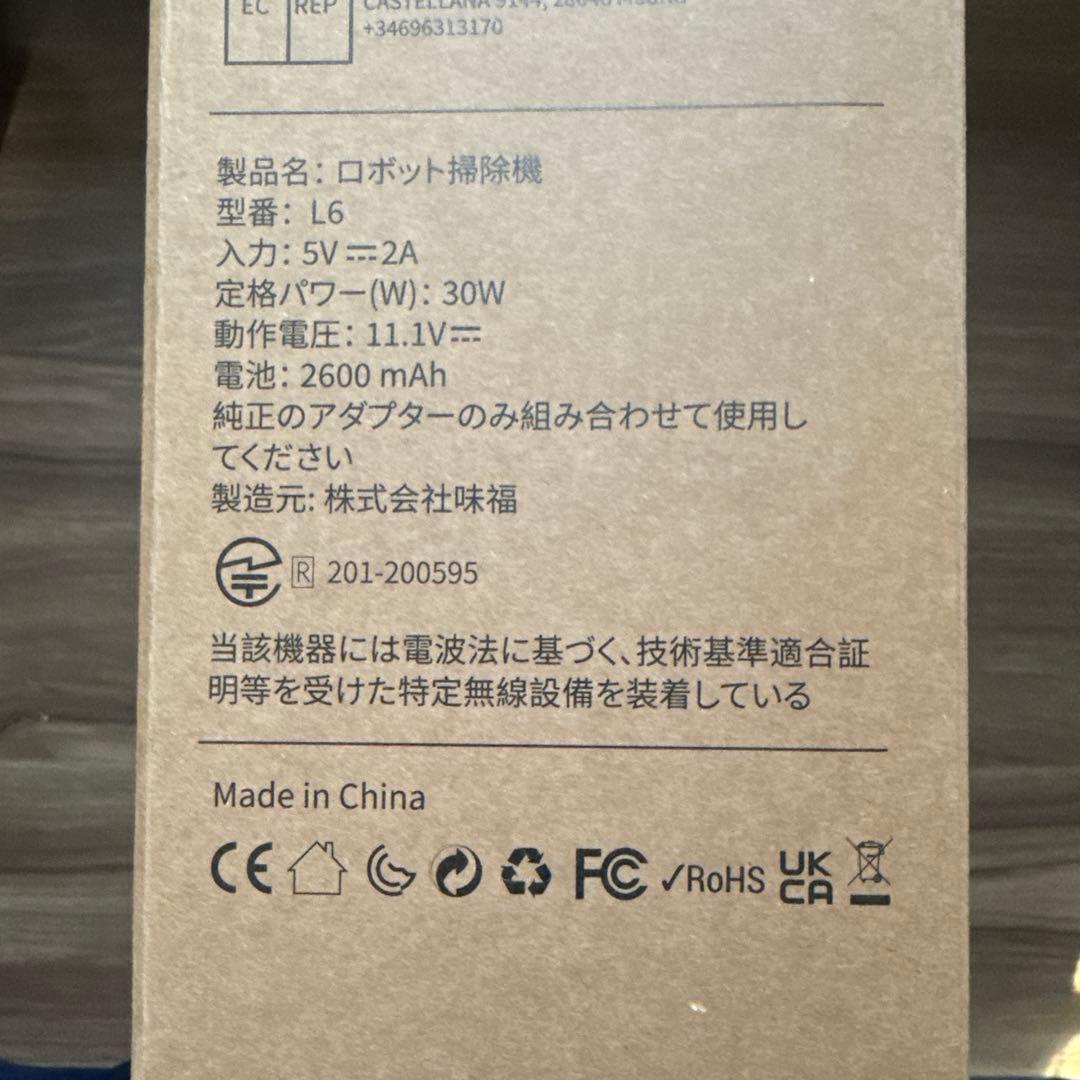 EC REP
+34696313170
製品名：ロボット掃除機
型番： L6
入力：5V⎓2A
定格パワー(W)：30W
動作電圧：11.1V⎓
電池：2600 mAh
純正のアダプターのみ組み合わせて使用し
てください
製造元: 株式会社味福
R 201-200595
当該機器には電波法に基づく、技術基準適合証
明等を受けた特定無線設備を装着している
Made in China
CE FC ✓RoHS UK
CA